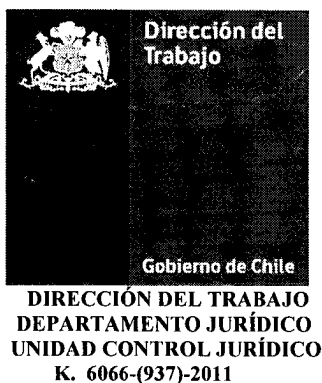 Dirección del
Trabajo
Gobierno de Chile
DIRECCIÓN DEL TRABAJO
DEPARTAMENTO JURÍDICO
UNIDAD CONTROL JURÍDICO
K. 6066-(937)-2011